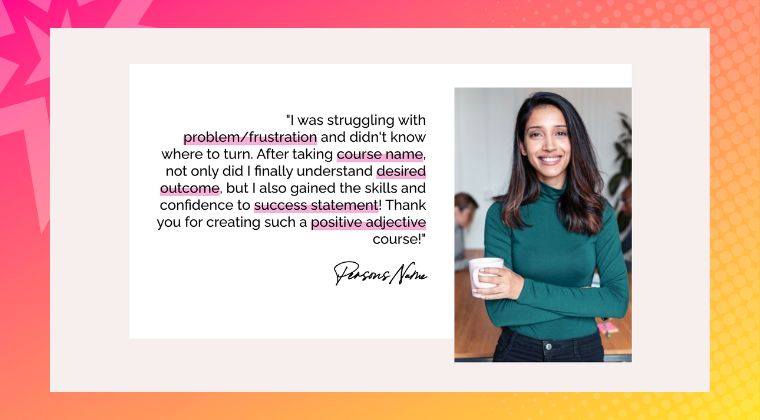 "I was struggling with
problem/frustration and didn't know
where to turn. After taking course name,
not only did I finally understand desired
outcome, but I also gained the skills and
confidence to success statement! Thank
you for creating such a positive adjective
course!"
Persons Name